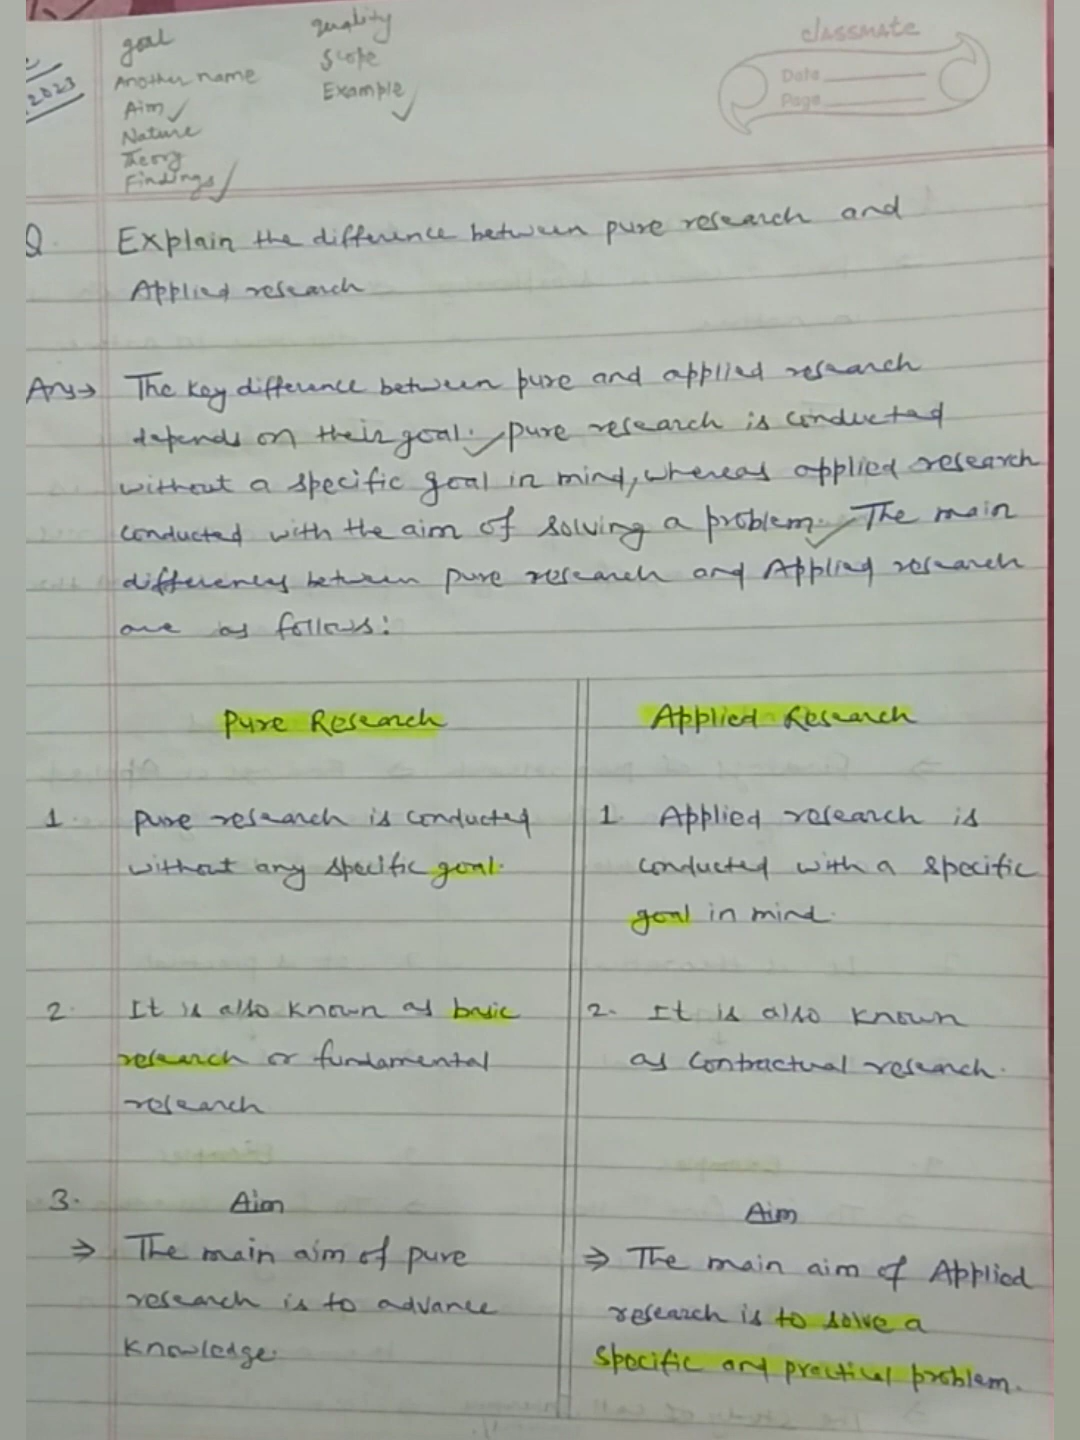 goal
Another name
Aim
Nature
Theory
Findings
quality
Scope
Example
classmate
Date
Page
2023
Q. Explain the difference between pure research and
Applied research
Ans→ The key difference between pure and applied research
depends on their goal. pure research is conducted
without a specific goal in mind, whereas applied research
conducted with the aim of solving a problem. The main
differences between pure research and Applied research
are as follows:
Pure Research
1. pure research is conducted
without any specific goal.
2. It is also known as basic
research or fundamental
research
3. Aim
⇒ The main aim of pure
research is to advance
knowledge.
Applied Research
1. Applied research is
conducted with a specific
goal in mind.
2. It is also known
as contractual research.
Aim
⇒ The main aim of Applied
research is to solve a
specific and practical problem.